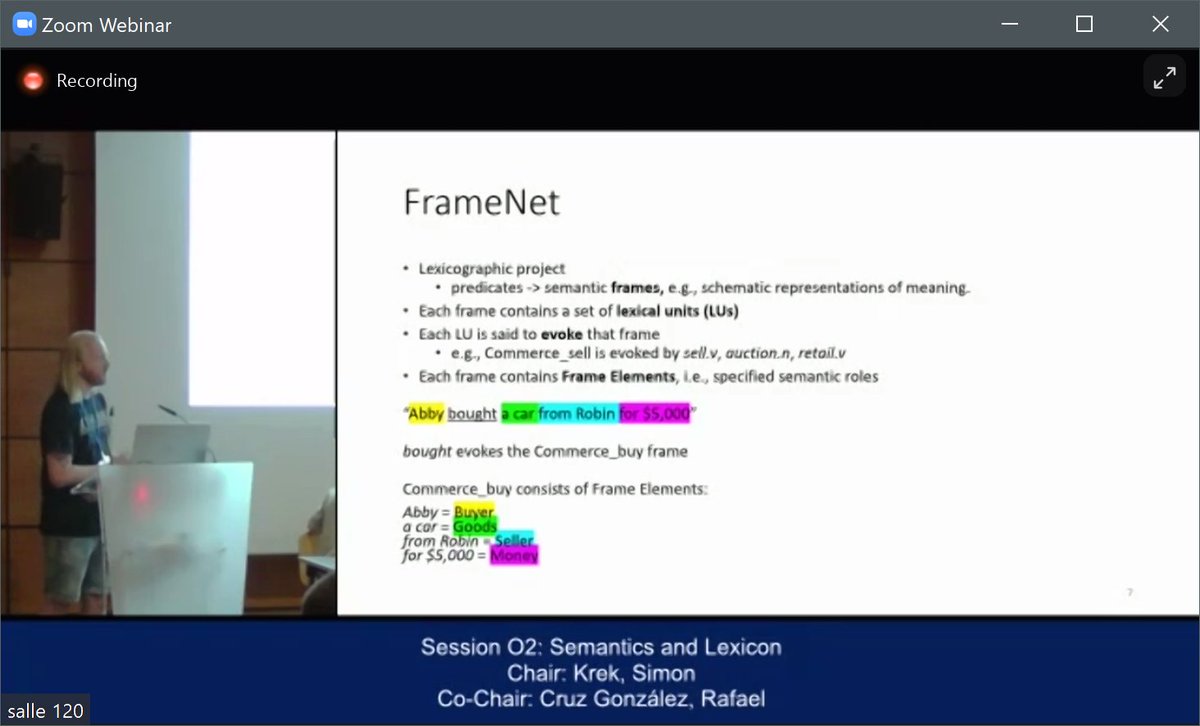 Zoom Webinar
Recording
FrameNet
• Lexicographic project
• predicates -> semantic frames, e.g., schematic representations of meaning.
• Each frame contains a set of lexical units (LUs)
• Each LU is said to evoke that frame
• e.g., Commerce_sell is evoked by sell.v, auction.n, retail.v
• Each frame contains Frame Elements, i.e., specified semantic roles
"Abby bought a car from Robin for $5,000"
bought evokes the Commerce_buy frame
Commerce_buy consists of Frame Elements:
Abby = Buyer
a car = Goods
from Robin = Seller
for $5,000 = Money
7
Session O2: Semantics and Lexicon
Chair: Krek, Simon
Co-Chair: Cruz González, Rafael
salle 120